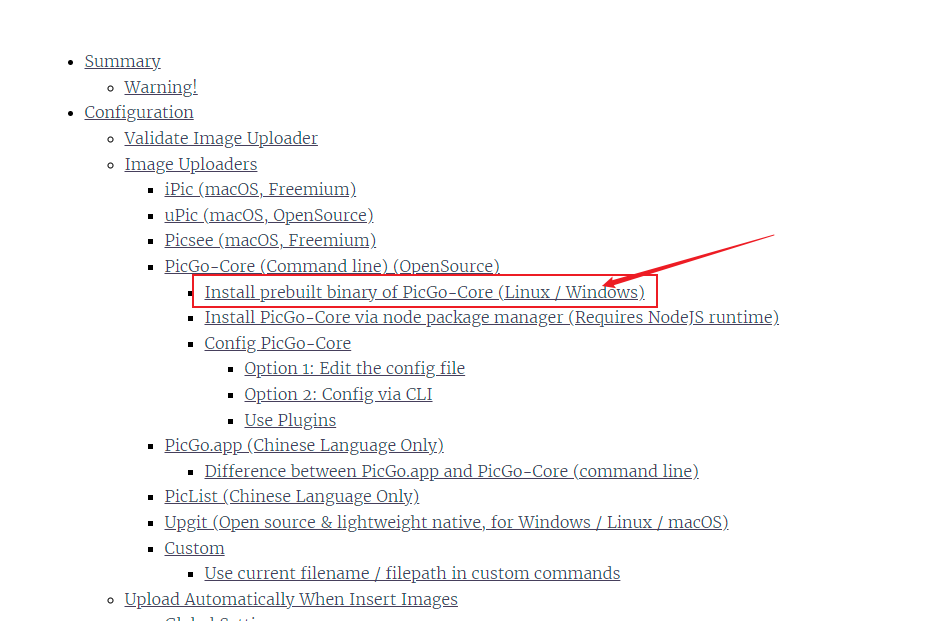 Summary
Warning!
Configuration
Validate Image Uploader
Image Uploaders
iPic (macOS, Freemium)
uPic (macOS, OpenSource)
Picsee (macOS, Freemium)
PicGo-Core (Command line) (OpenSource)
Install prebuilt binary of PicGo-Core (Linux / Windows)
Install PicGo-Core via node package manager (Requires NodeJS runtime)
Config PicGo-Core
Option 1: Edit the config file
Option 2: Config via CLI
Use Plugins
PicGo.app (Chinese Language Only)
Difference between PicGo.app and PicGo-Core (command line)
PicList (Chinese Language Only)
Upgit (Open source & lightweight native, for Windows / Linux / macOS)
Custom
Use current filename / filepath in custom commands
Upload Automatically When Insert Images